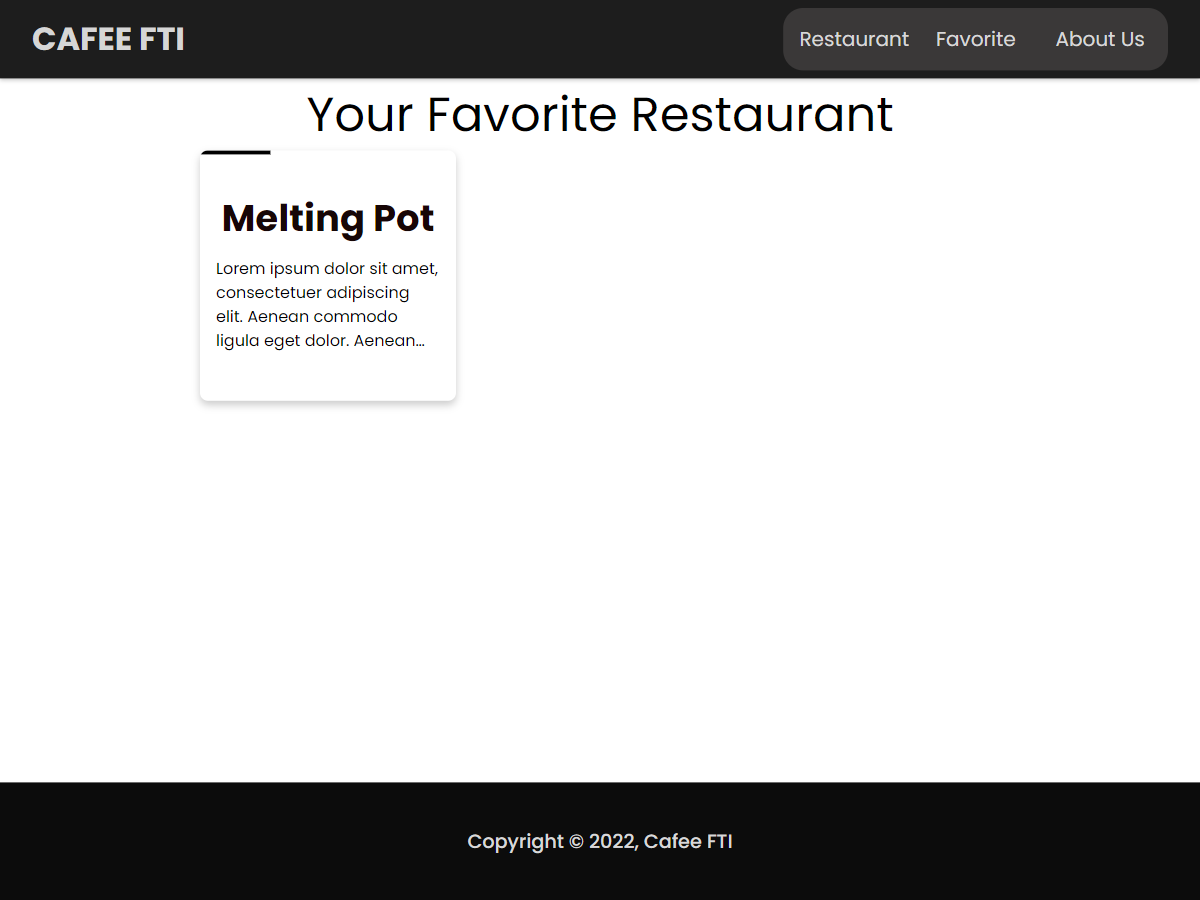 CAFEE FTI
Restaurant Favorite About Us
Your Favorite Restaurant
Melting Pot
Lorem ipsum dolor sit amet,
consectetuer adipiscing
elit. Aenean commodo
ligula eget dolor. Aenean...
Copyright © 2022, Cafee FTI